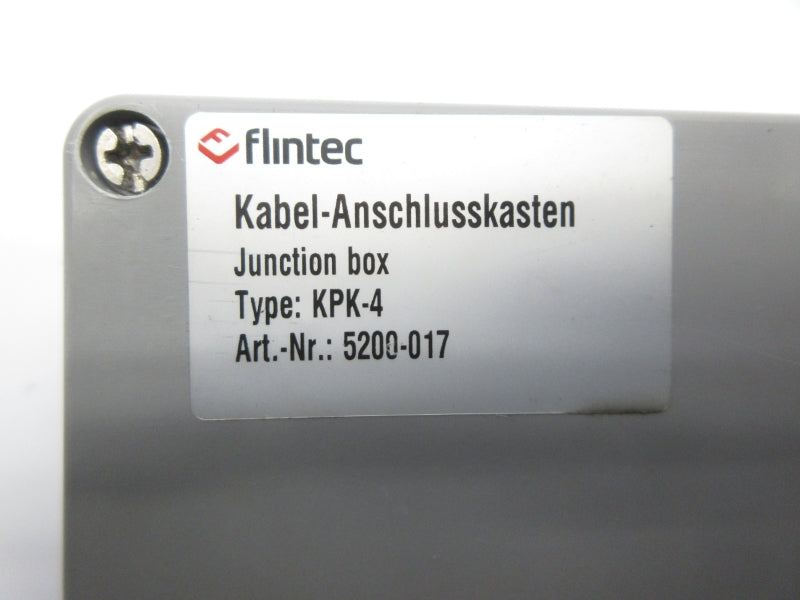 flintec
Kabel-Anschlusskasten
Junction box
Type: KPK-4
Art.-Nr.: 5200-017